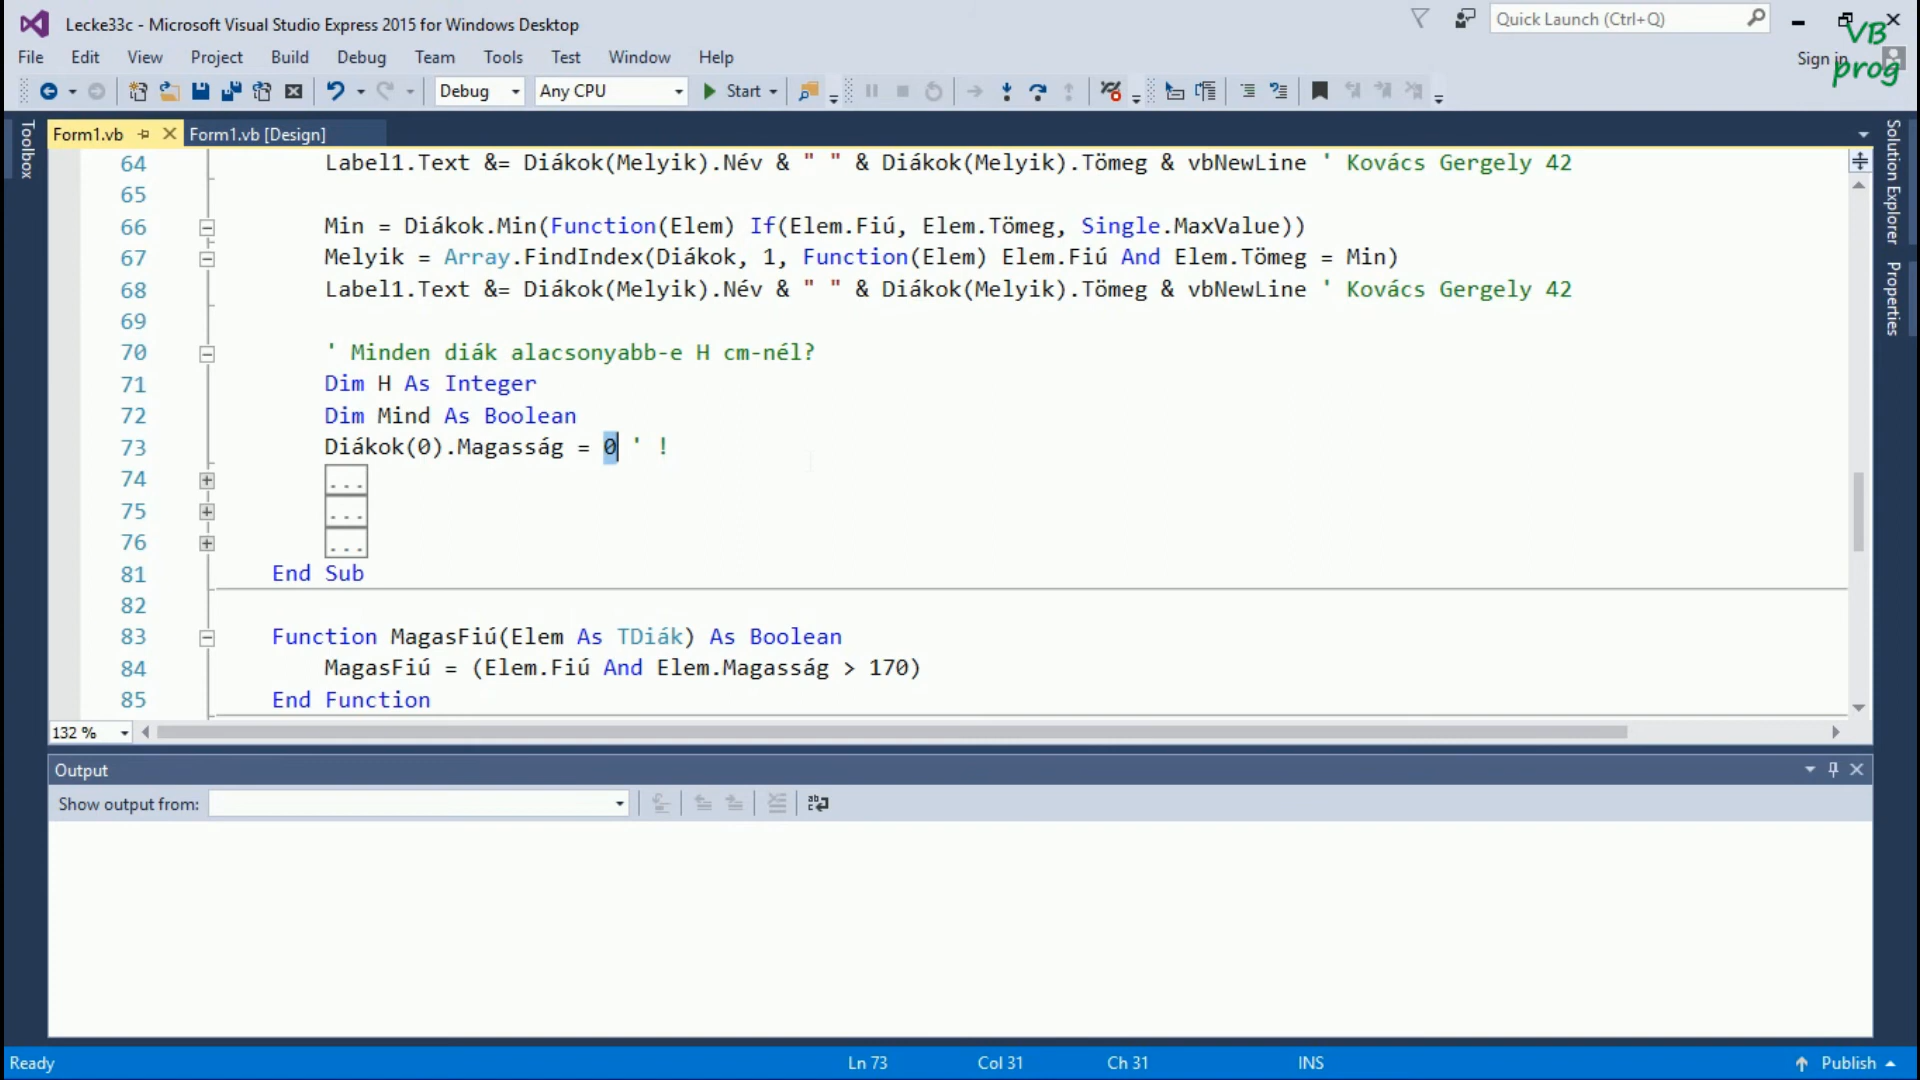 Lecke33c - Microsoft Visual Studio Express 2015 for Windows Desktop
Quick Launch (Ctrl+Q)
VB
prog
File Edit View Project Build Debug Team Tools Test Window Help
Sign in
Debug Any CPU Start
Toolbox
Form1.vb Form1.vb [Design]
Solution Explorer
Properties
64 Label1.Text &= Diákok(Melyik).Név & " " & Diákok(Melyik).Tömeg & vbNewLine ' Kovács Gergely 42
65
66 Min = Diákok.Min(Function(Elem) If(Elem.Fiú, Elem.Tömeg, Single.MaxValue))
67 Melyik = Array.FindIndex(Diákok, 1, Function(Elem) Elem.Fiú And Elem.Tömeg = Min)
68 Label1.Text &= Diákok(Melyik).Név & " " & Diákok(Melyik).Tömeg & vbNewLine ' Kovács Gergely 42
69
70 ' Minden diák alacsonyabb-e H cm-nél?
71 Dim H As Integer
72 Dim Mind As Boolean
73 Diákok(0).Magasság = 0 ' !
74 ...
75 ...
76 ...
81 End Sub
82
83 Function MagasFiú(Elem As TDiák) As Boolean
84 MagasFiú = (Elem.Fiú And Elem.Magasság > 170)
85 End Function
132 %
Output
Show output from:
Ready Ln 73 Col 31 Ch 31 INS Publish